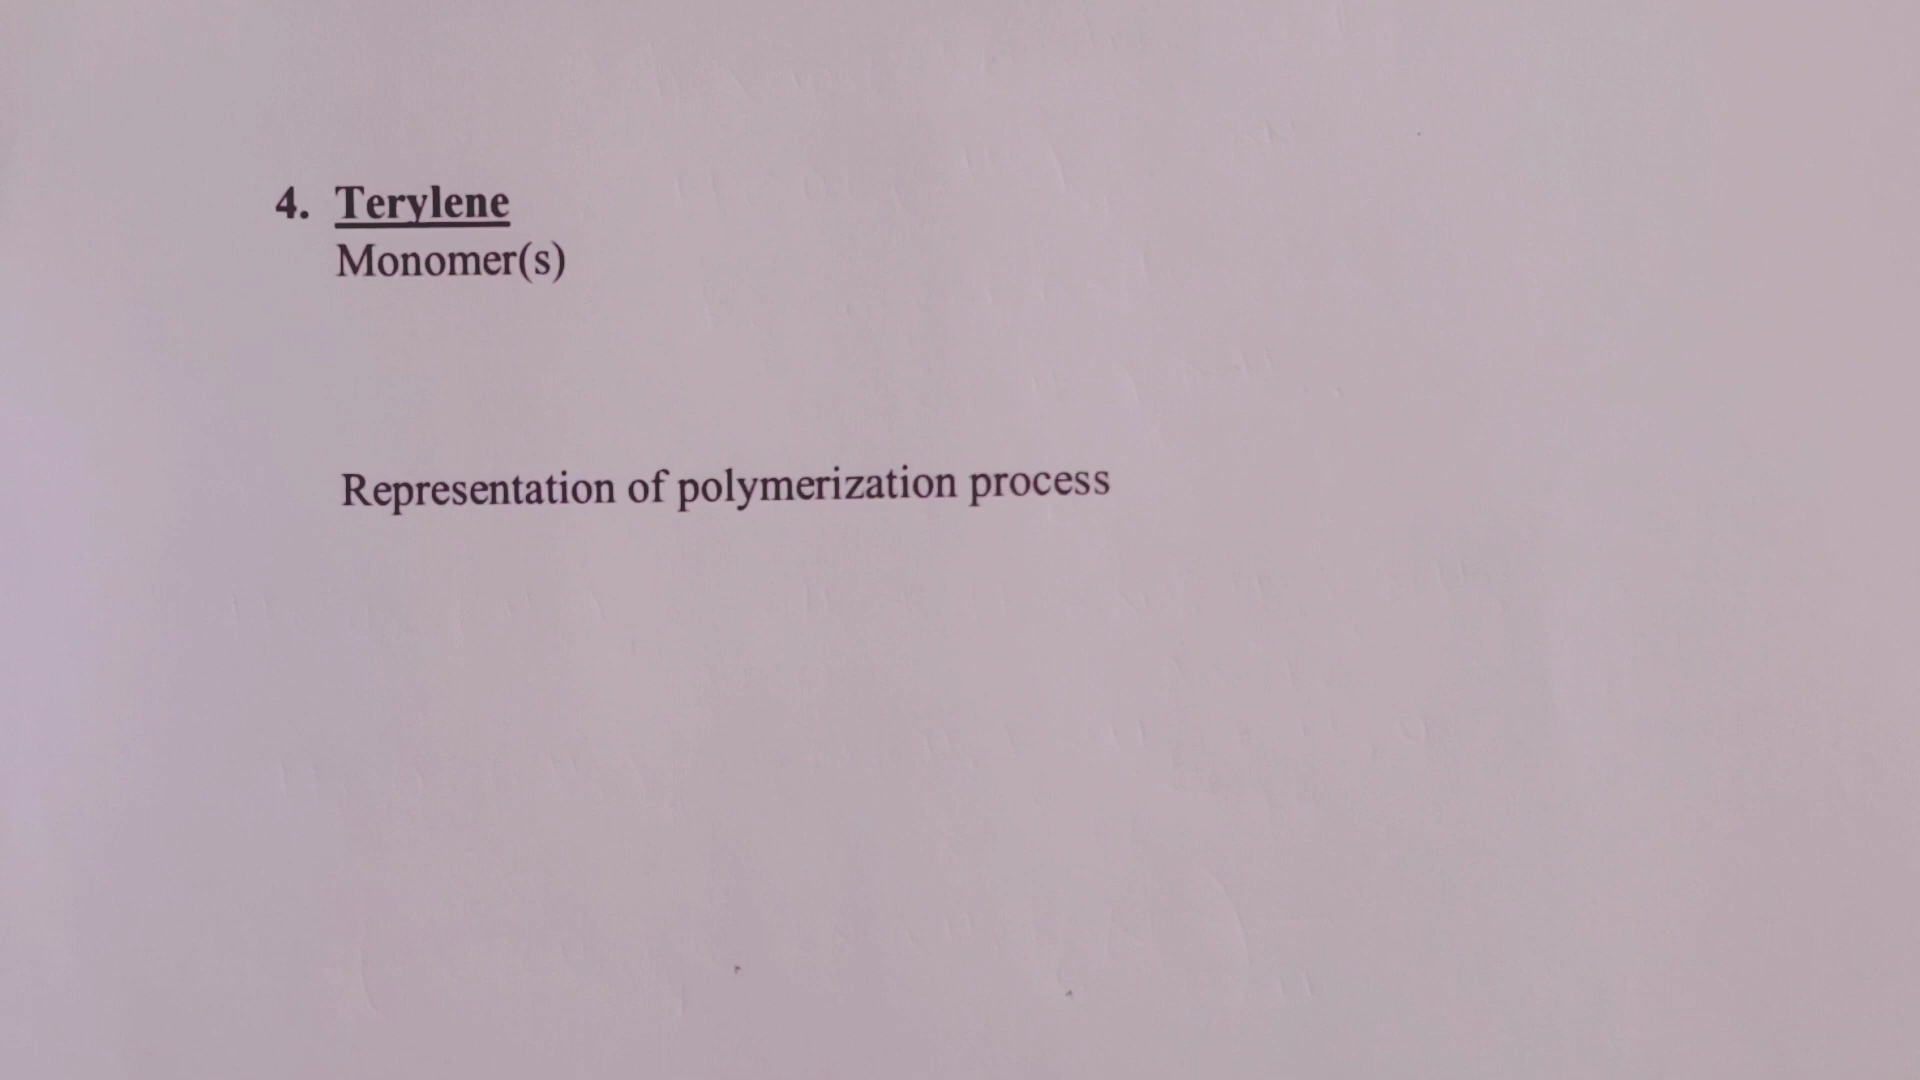 4. Terylene
Monomer(s)
Representation of polymerization process